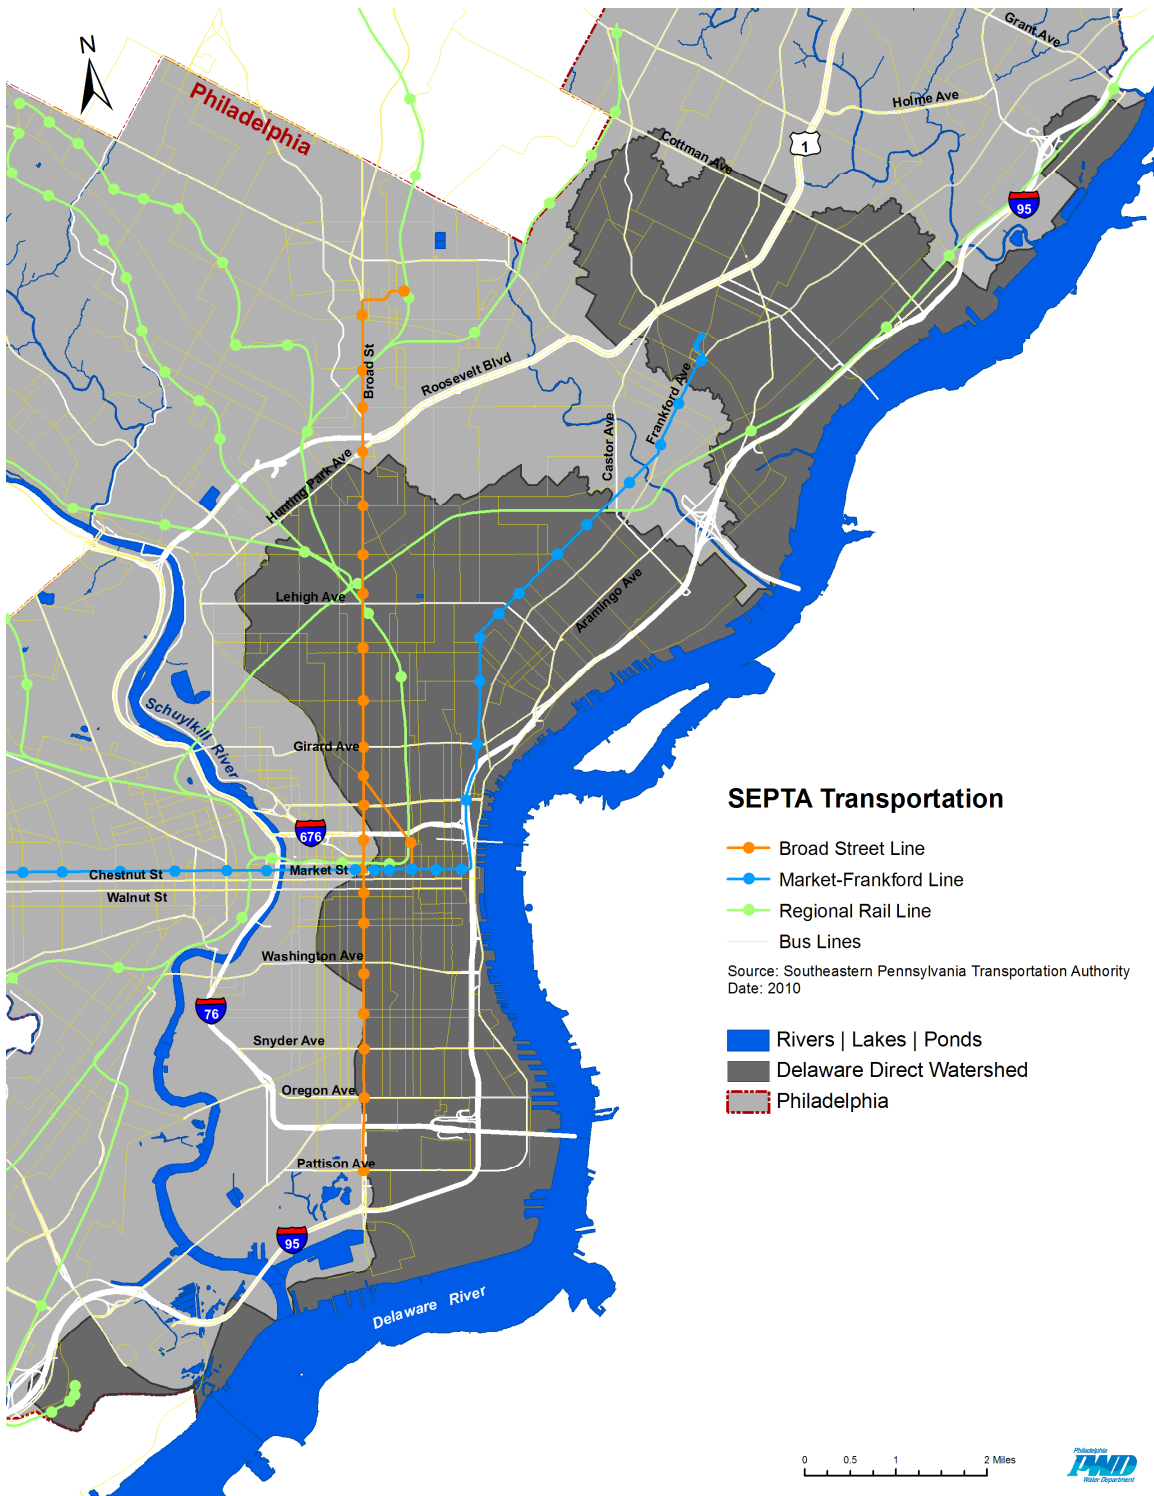 N
Philadelphia
Grant Ave
Holme Ave
Cottman Ave
1
95
Broad St
Roosevelt Blvd
Frankford Ave
Castor Ave
Hunting Park Ave
Lehigh Ave
Aramingo Ave
Schuylkill River
Girard Ave
676
Market St
Chestnut St
Walnut St
Washington Ave
76
Snyder Ave
Oregon Ave
Pattison Ave
95
Delaware River
SEPTA Transportation
Broad Street Line
Market-Frankford Line
Regional Rail Line
Bus Lines
Source: Southeastern Pennsylvania Transportation Authority
Date: 2010
Rivers | Lakes | Ponds
Delaware Direct Watershed
Philadelphia
0 0.5 1 2 Miles
Philadelphia
PWD
Water Department